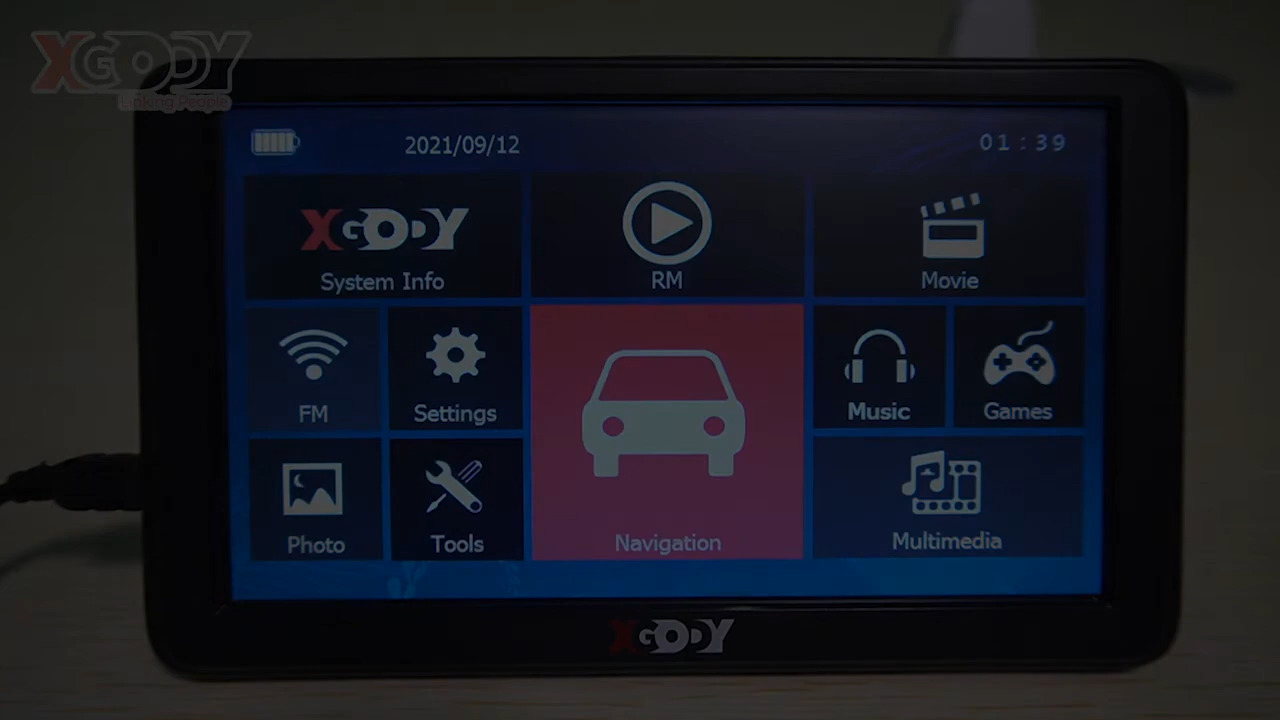 XGODY
Linking People
2021/09/12
01:39
XGODY
System Info
RM
Movie
FM
Settings
Music
Games
Photo
Tools
Navigation
Multimedia
XGODY